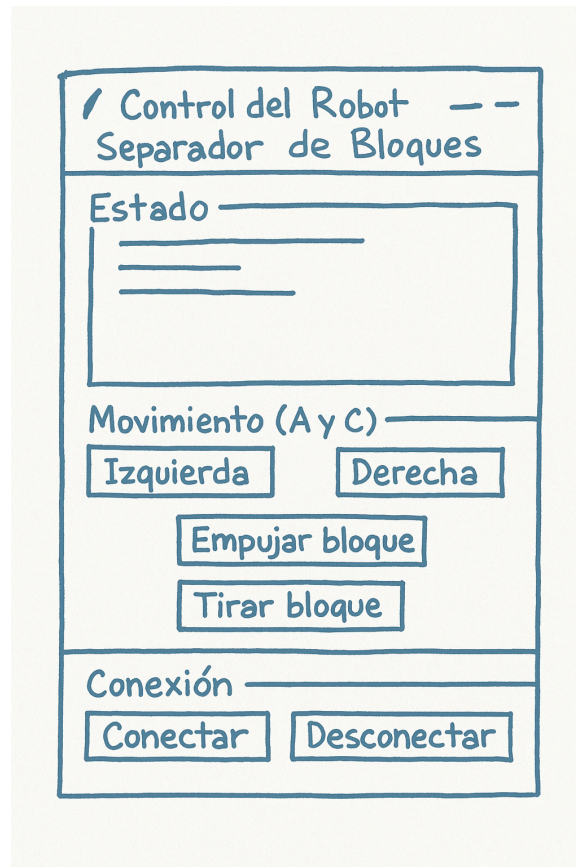 Control del Robot
Separador de Bloques
Estado
Movimiento (A y C)
Izquierda
Derecha
Empujar bloque
Tirar bloque
Conexión
Conectar
Desconectar